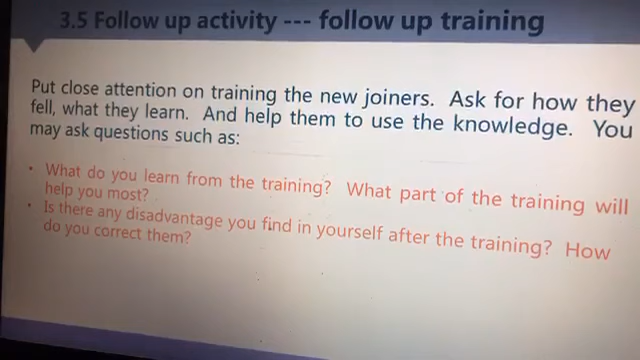 3.5 Follow up activity --- follow up training
Put close attention on training the new joiners. Ask for how they
fell, what they learn. And help them to use the knowledge. You
may ask questions such as:
• What do you learn from the training? What part of the training will
help you most?
• Is there any disadvantage you find in yourself after the training? How
do you correct them?